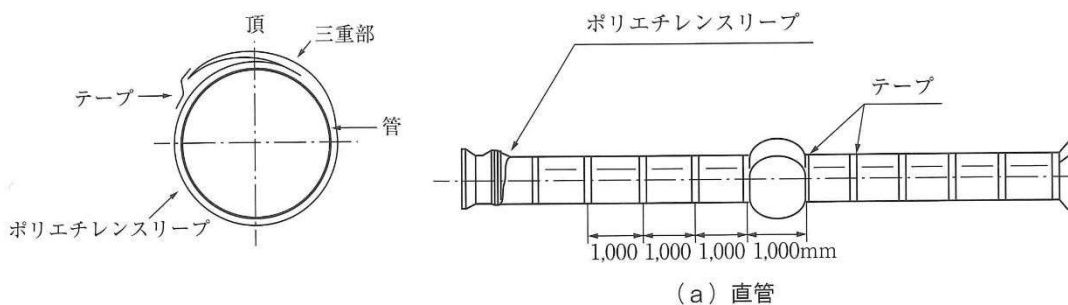 頂
三重部
テープ
管
ポリエチレンスリーブ
ポリエチレンスリーブ
テープ
1,000 1,000 1,000 1,000mm
(a) 直管